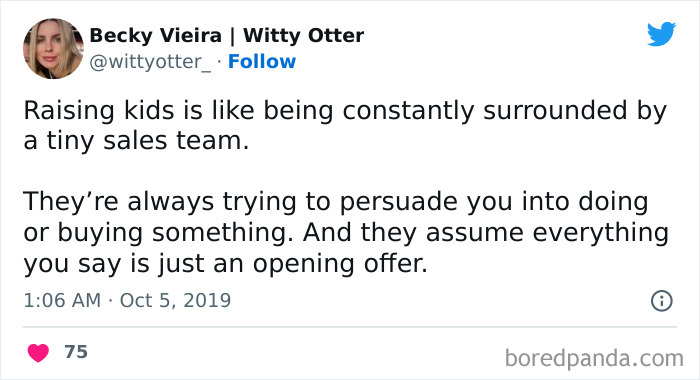 Becky Vieira | Witty Otter
@wittyotter_ · Follow
Raising kids is like being constantly surrounded by
a tiny sales team.
They’re always trying to persuade you into doing
or buying something. And they assume everything
you say is just an opening offer.
1:06 AM · Oct 5, 2019
75
boredpanda.com